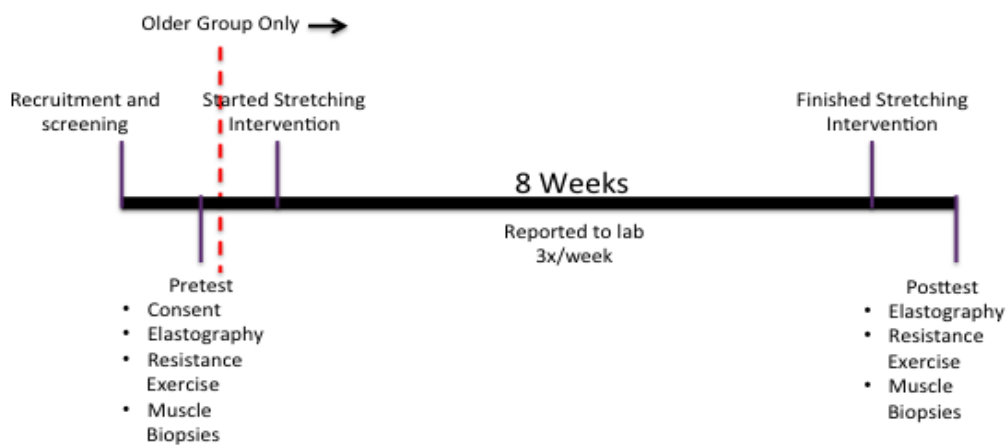 Older Group Only
Recruitment and
screening
Started Stretching
Intervention
Finished Stretching
Intervention
8 Weeks
Reported to lab
3x/week
Pretest
• Consent
• Elastography
• Resistance
Exercise
• Muscle
Biopsies
Posttest
• Elastography
• Resistance
Exercise
• Muscle
Biopsies